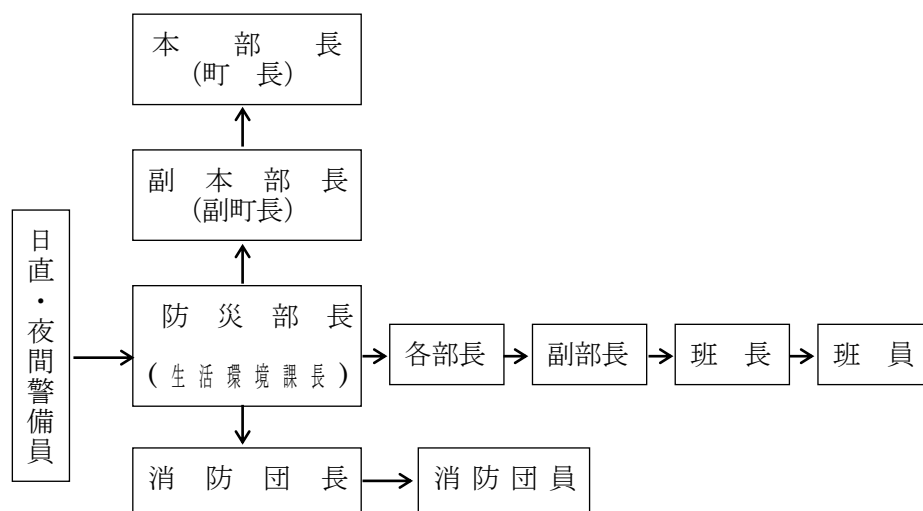 本部長
(町長)
副本部長
(副町長)
日直・夜間警備員
防災部長
(生活環境課長)
各部長
副部長
班長
班員
消防団長
消防団員